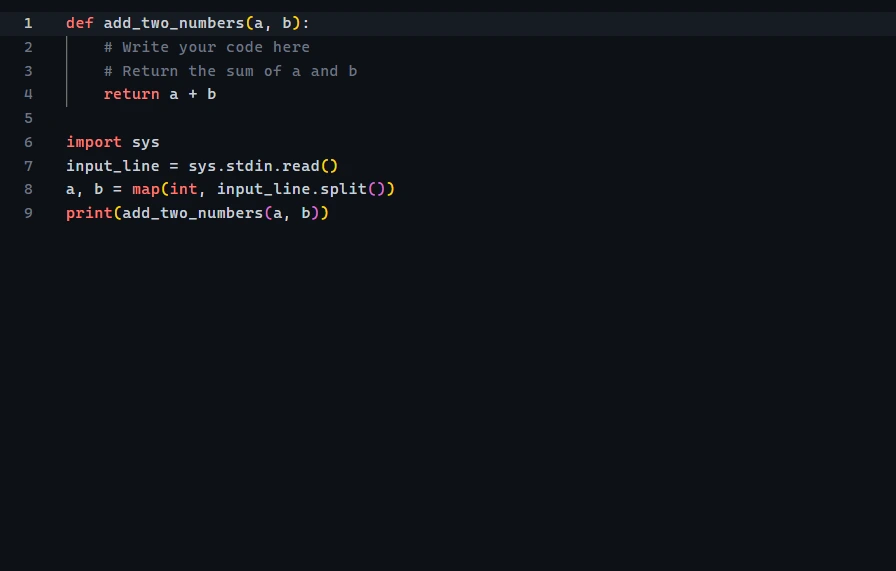 1 def add_two_numbers(a, b):
2     # Write your code here
3     # Return the sum of a and b
4     return a + b
5
6 import sys
7 input_line = sys.stdin.read()
8 a, b = map(int, input_line.split())
9 print(add_two_numbers(a, b))